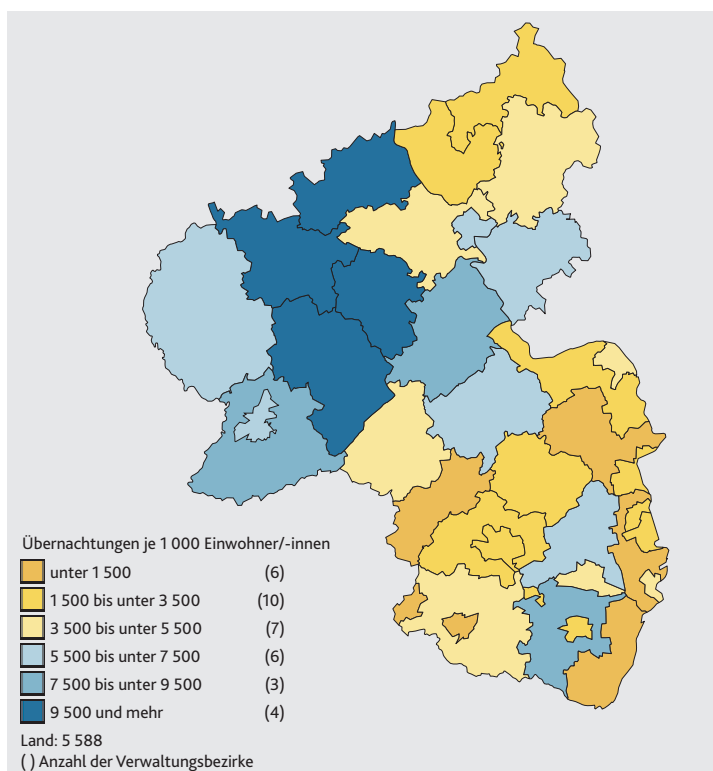 Übernachtungen je 1 000 Einwohner/-innen
unter 1 500 (6)
1 500 bis unter 3 500 (10)
3 500 bis unter 5 500 (7)
5 500 bis unter 7 500 (6)
7 500 bis unter 9 500 (3)
9 500 und mehr (4)
Land: 5 588
( ) Anzahl der Verwaltungsbezirke